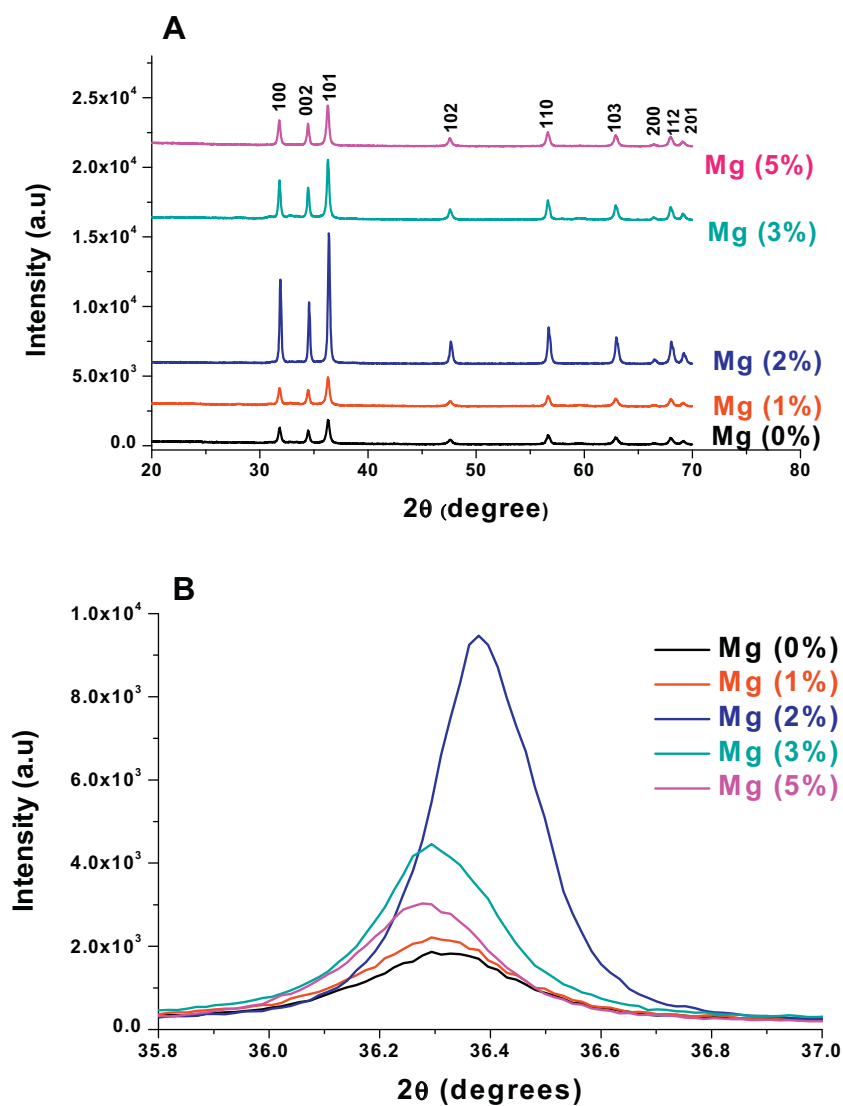 A
Intensity (a.u)
2.5x10⁴
2.0x10⁴
1.5x10⁴
1.0x10⁴
5.0x10³
0.0
100
002
101
102
110
103
200
112
201
Mg (5%)
Mg (3%)
Mg (2%)
Mg (1%)
Mg (0%)
20 30 40 50 60 70 80
2θ (degree)
B
Intensity (a.u)
1.0x10⁴
8.0x10³
6.0x10³
4.0x10³
2.0x10³
0.0
Mg (0%)
Mg (1%)
Mg (2%)
Mg (3%)
Mg (5%)
35.8 36.0 36.2 36.4 36.6 36.8 37.0
2θ (degrees)